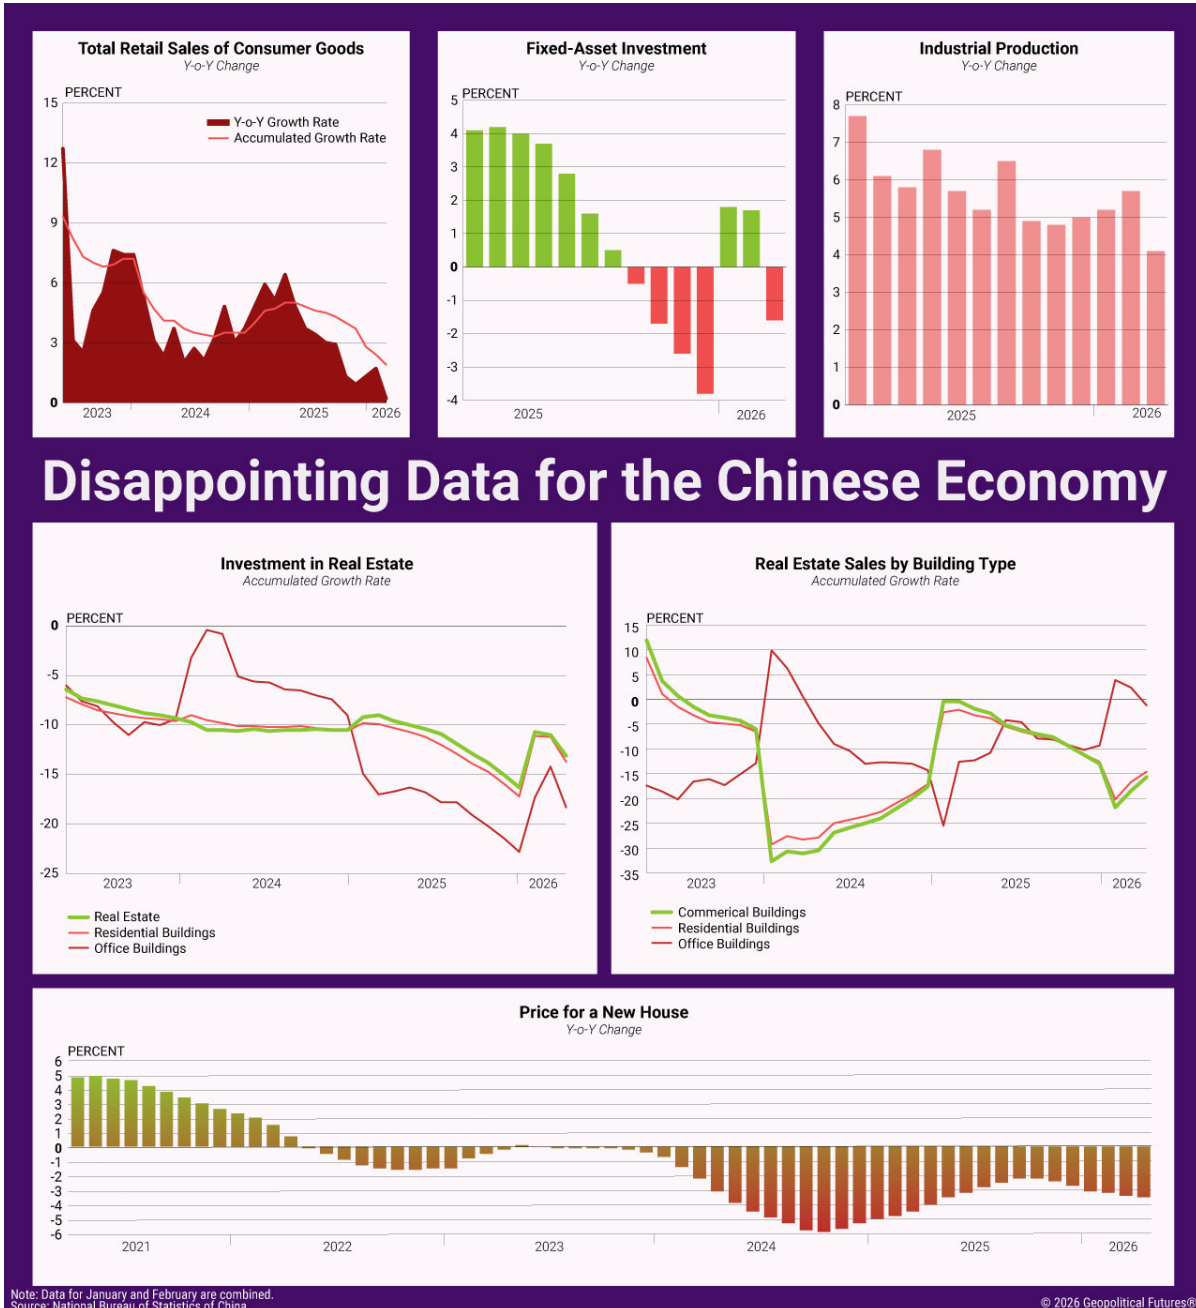 Total Retail Sales of Consumer Goods
Y-o-Y Change
PERCENT
15
12
9
6
3
0
Y-o-Y Growth Rate
Accumulated Growth Rate
2023
2024
2025
2026
Fixed-Asset Investment
Y-o-Y Change
PERCENT
5
4
3
2
1
0
-1
-2
-3
-4
2025
2026
Industrial Production
Y-o-Y Change
PERCENT
8
7
6
5
4
3
2
1
0
2025
2026
Disappointing Data for the Chinese Economy
Investment in Real Estate
Accumulated Growth Rate
PERCENT
0
-5
-10
-15
-20
-25
2023
2024
2025
2026
Real Estate
Residential Buildings
Office Buildings
Real Estate Sales by Building Type
Accumulated Growth Rate
PERCENT
15
10
5
0
-5
-10
-15
-20
-25
-30
-35
2023
2024
2025
2026
Commerical Buildings
Residential Buildings
Office Buildings
Price for a New House
Y-o-Y Change
PERCENT
6
5
4
3
2
1
0
-1
-2
-3
-4
-5
-6
2021
2022
2023
2024
2025
2026
Note: Data for January and February are combined.
Source: National Bureau of Statistics of China
© 2026 Geopolitical Futures®